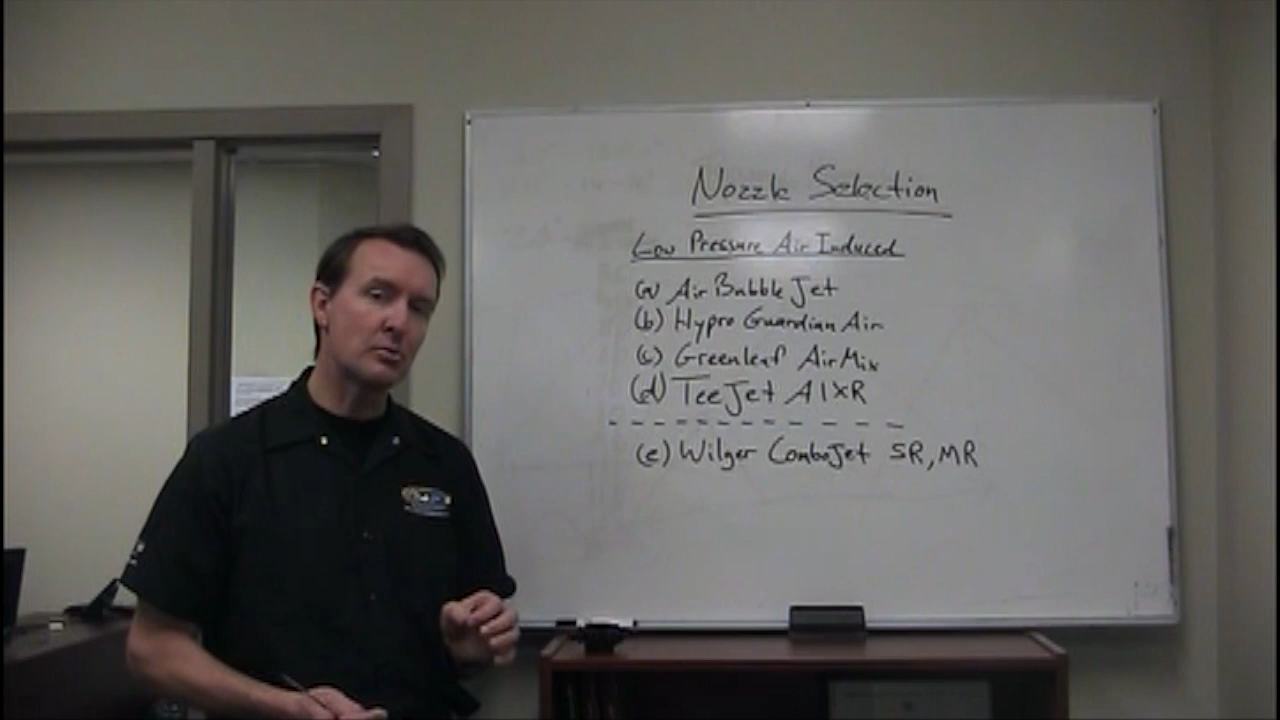 Nozzle Selection
Low Pressure Air Induced
(a) Air Bubble Jet
(b) Hypro Guardian Air
(c) Greenleaf AirMix
(d) TeeJet AIXR
(e) Wilger ComboJet SR, MR